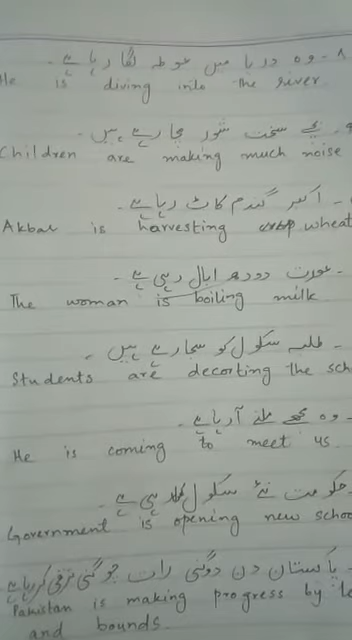 ۸- وہ دریا میں غوطہ لگا رہا ہے۔
He is diving into the river
۹- بچے سخت شور مچا رہے ہیں۔
Children are making much noise
- اکبر گندم کاٹ رہا ہے۔
Akbar is harvesting wheat
- عورت دودھ ابال رہی ہے۔
The woman is boiling milk
- طلبہ سکول کو سجا رہے ہیں۔
Students are decorting the sch
- وہ مجھے ملنے آ رہا ہے۔
He is coming to meet us
- حکومت نئے سکول کھلا رہی ہے۔
Government is opening new schoo
- پاکستان دن دوگنی رات چوگنی ترقی کر رہا ہے
Pakistan is making progress by le
and bounds.